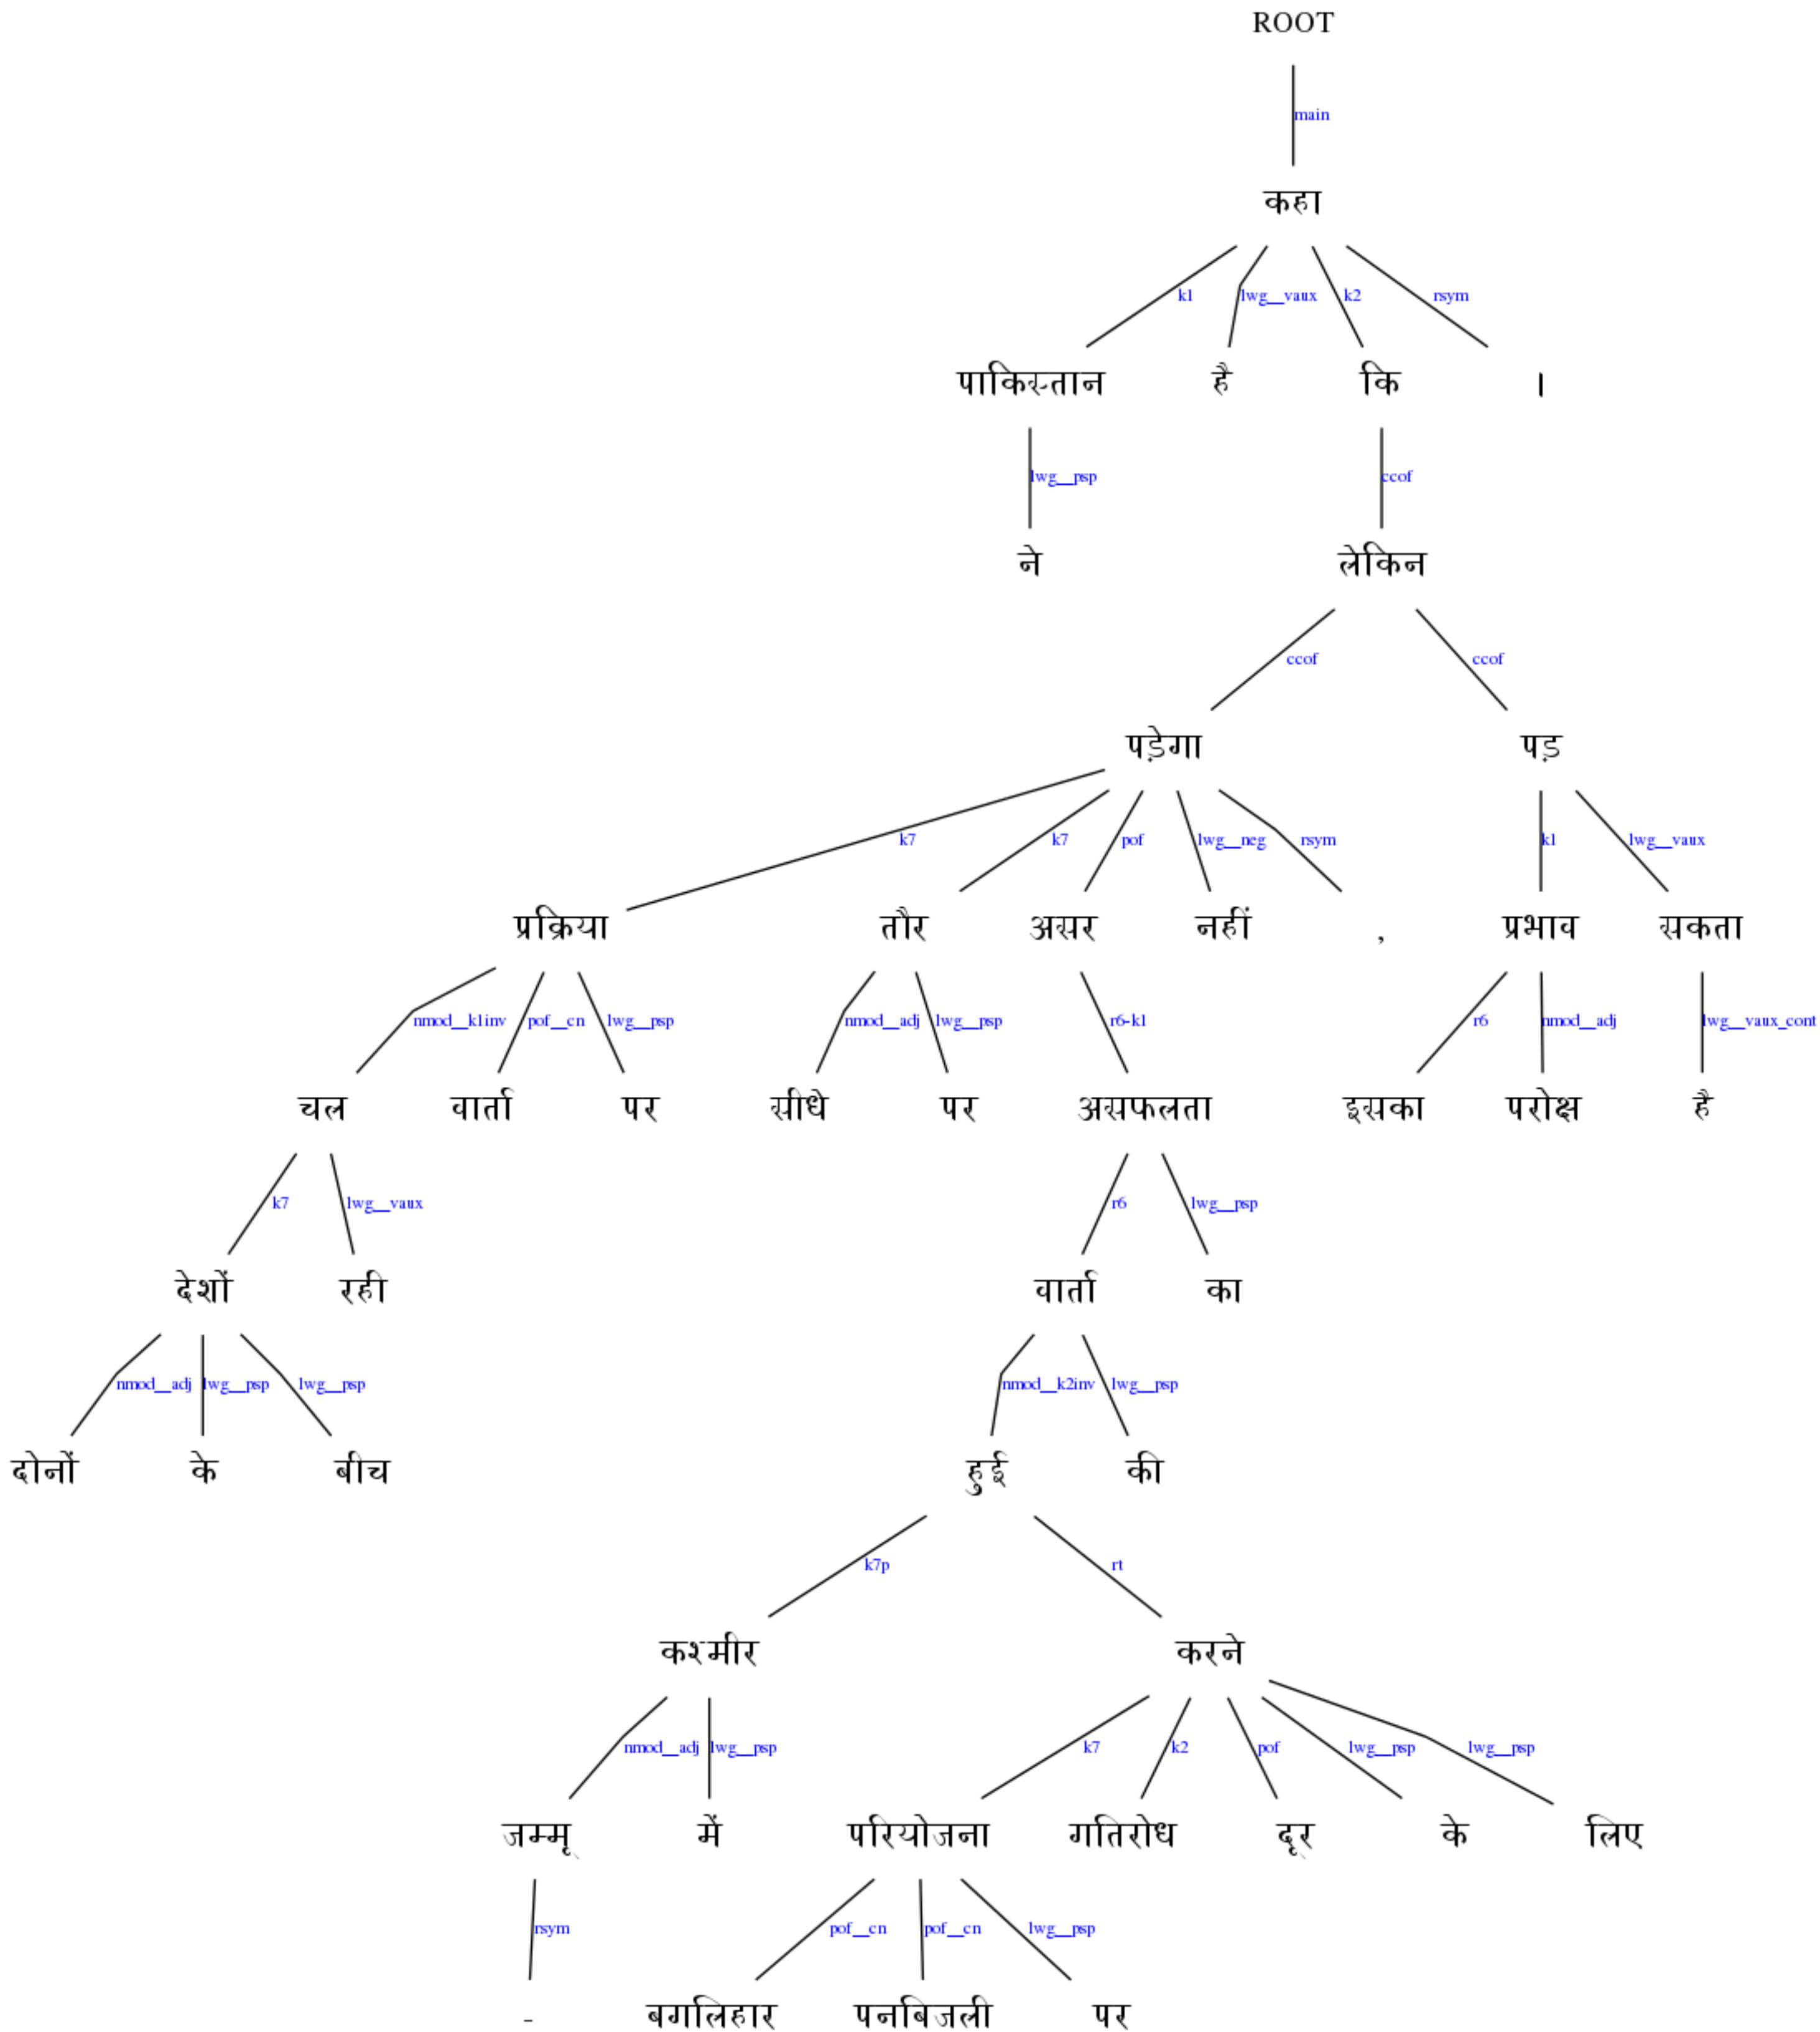 ROOT
main
कहा
k1 lwg__vaux k2 rsym
पाकिस्तान है कि ।
lwg__psp ccof
ने लेकिन
ccof ccof
पड़ेगा पड़
k7 k7 pof lwg__neg rsym k1 lwg__vaux
प्रक्रिया तौर असर नहीं , प्रभाव सकता
nmod__k1inv pof__cn lwg__psp nmod__adj lwg__psp r6-k1 r6 nmod__adj lwg__vaux_cont
चल वार्ता पर सीधे पर असफलता इसका परोक्ष है
k7 lwg__vaux r6 lwg__psp
देशों रही वार्ता का
nmod__adj lwg__psp lwg__psp nmod__k2inv lwg__psp
दोनों के बीच हुई की
k7p rt
कश्मीर करने
nmod__adj lwg__psp k7 k2 pof lwg__psp lwg__psp
जम्मू में परियोजना गतिरोध दूर के लिए
rsym pof__cn pof__cn lwg__psp
- बगलिहार पनबिजली पर